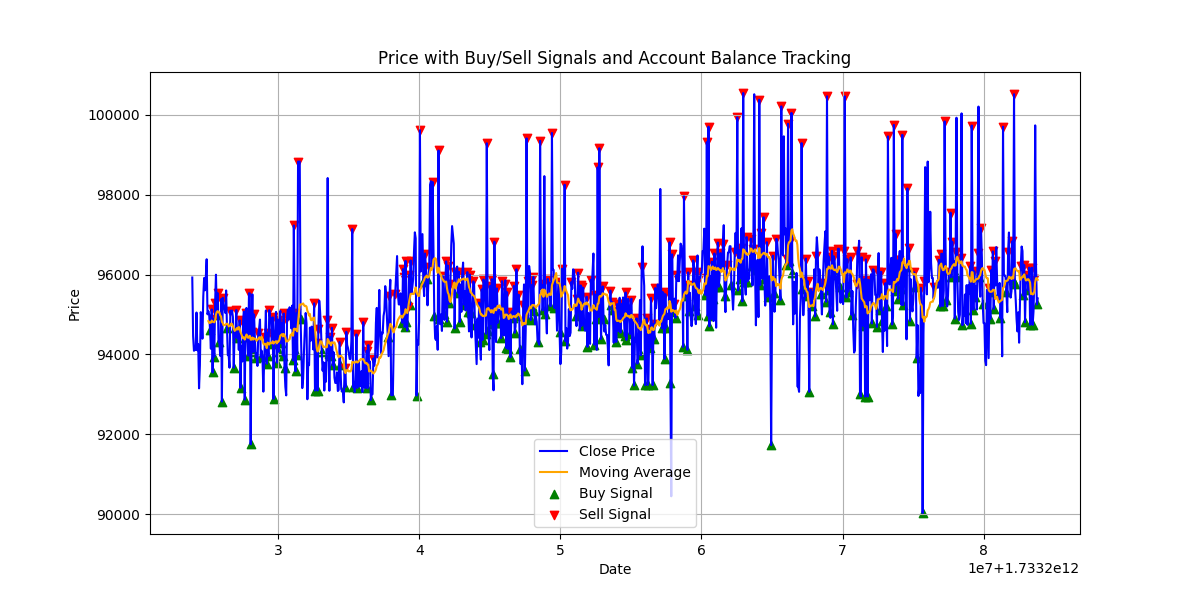 Price with Buy/Sell Signals and Account Balance Tracking
100000
98000
96000
94000
92000
90000
Price
Close Price
Moving Average
Buy Signal
Sell Signal
3 4 5 6 7 8
Date
1e7+1.7332e12